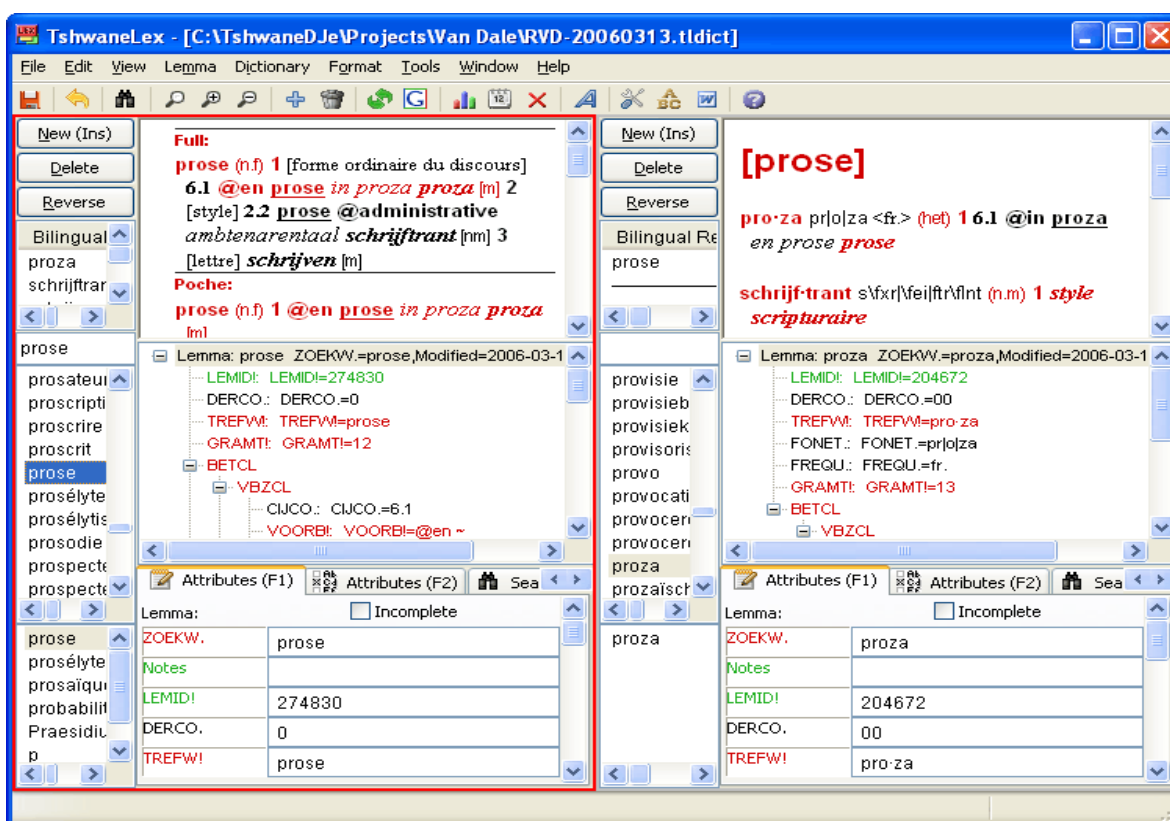 TshwaneLex - [C:\TshwaneDJe\Projects\Van Dale\RVD-20060313.tldict]
File Edit View Lemma Dictionary Format Tools Window Help
New (Ins)
Delete
Reverse
Bilingual
proza
schrijftrar
Full:
prose (n.f) 1 [forme ordinaire du discours]
6.1 @en prose in proza proza [m] 2
[style] 2.2 prose @administrative
ambtenarentaal schrijftrant [nm] 3
[lettre] schrijven [m]
Poche:
prose (n.f) 1 @en prose in proza proza
[m]
prose
prosateu
proscripti
proscrire
proscrit
prose
prosélyte
prosélytis
prosodie
prospecte
prospecte
Lemma: prose ZOEKW.=prose,Modified=2006-03-1
LEMID!: LEMID!=274830
DERCO.: DERCO.=0
TREFW!: TREFW!=prose
GRAMT!: GRAMT!=12
BETCL
VBZCL
CIJCO.: CIJCO.=6.1
VOORB!: VOORB!=@en ~
prose
prosélyte
prosaïqu
probabilit
Praesidiu
p
Attributes (F1) Attributes (F2) Sea
Lemma: Incomplete
ZOEKW. prose
Notes
LEMID! 274830
DERCO. 0
TREFW! prose
New (Ins)
Delete
Reverse
Bilingual Re
prose
[prose]
pro·za pr|o|za <fr.> (het) 1 6.1 @in proza
en prose prose
schrijf·trant s\fxr|\fei|ftr\flnt (n.m) 1 style
scripturaire
provisie
provisieb
provisiek
provisoris
provo
provocati
provocer
provocer
proza
prozaïsch
Lemma: proza ZOEKW.=proza,Modified=2006-03-1
LEMID!: LEMID!=204672
DERCO.: DERCO.=00
TREFW!: TREFW!=pro·za
FONET.: FONET.=pr|o|za
FREQU.: FREQU.=fr.
GRAMT!: GRAMT!=13
BETCL
VBZCL
proza
Attributes (F1) Attributes (F2) Sea
Lemma: Incomplete
ZOEKW. proza
Notes
LEMID! 204672
DERCO. 00
TREFW! pro·za